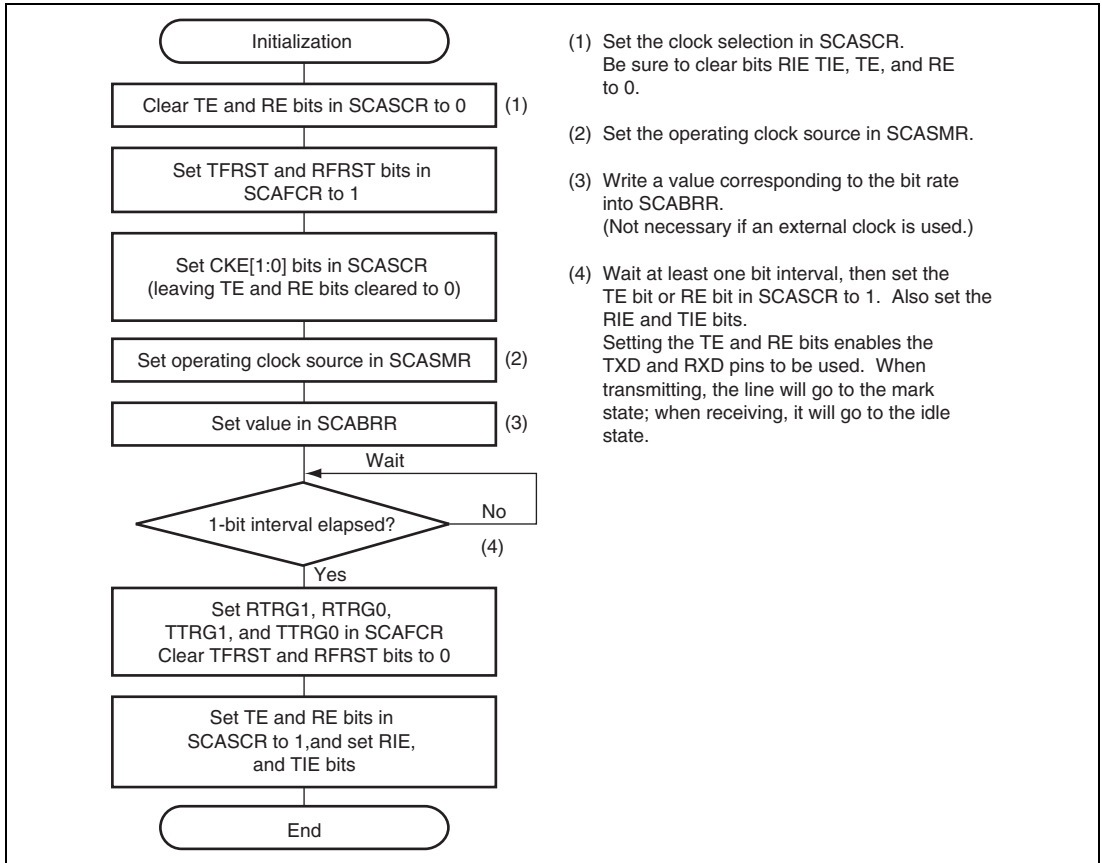 Initialization
Clear TE and RE bits in SCASCR to 0
(1)
Set TFRST and RFRST bits in
SCAFCR to 1
Set CKE[1:0] bits in SCASCR
(leaving TE and RE bits cleared to 0)
Set operating clock source in SCASMR
(2)
Set value in SCABRR
(3)
Wait
1-bit interval elapsed?
No
(4)
Yes
Set RTRG1, RTRG0,
TTRG1, and TTRG0 in SCAFCR
Clear TFRST and RFRST bits to 0
Set TE and RE bits in
SCASCR to 1,and set RIE,
and TIE bits
End
(1) Set the clock selection in SCASCR.
Be sure to clear bits RIE TIE, TE, and RE
to 0.
(2) Set the operating clock source in SCASMR.
(3) Write a value corresponding to the bit rate
into SCABRR.
(Not necessary if an external clock is used.)
(4) Wait at least one bit interval, then set the
TE bit or RE bit in SCASCR to 1. Also set the
RIE and TIE bits.
Setting the TE and RE bits enables the
TXD and RXD pins to be used. When
transmitting, the line will go to the mark
state; when receiving, it will go to the idle
state.